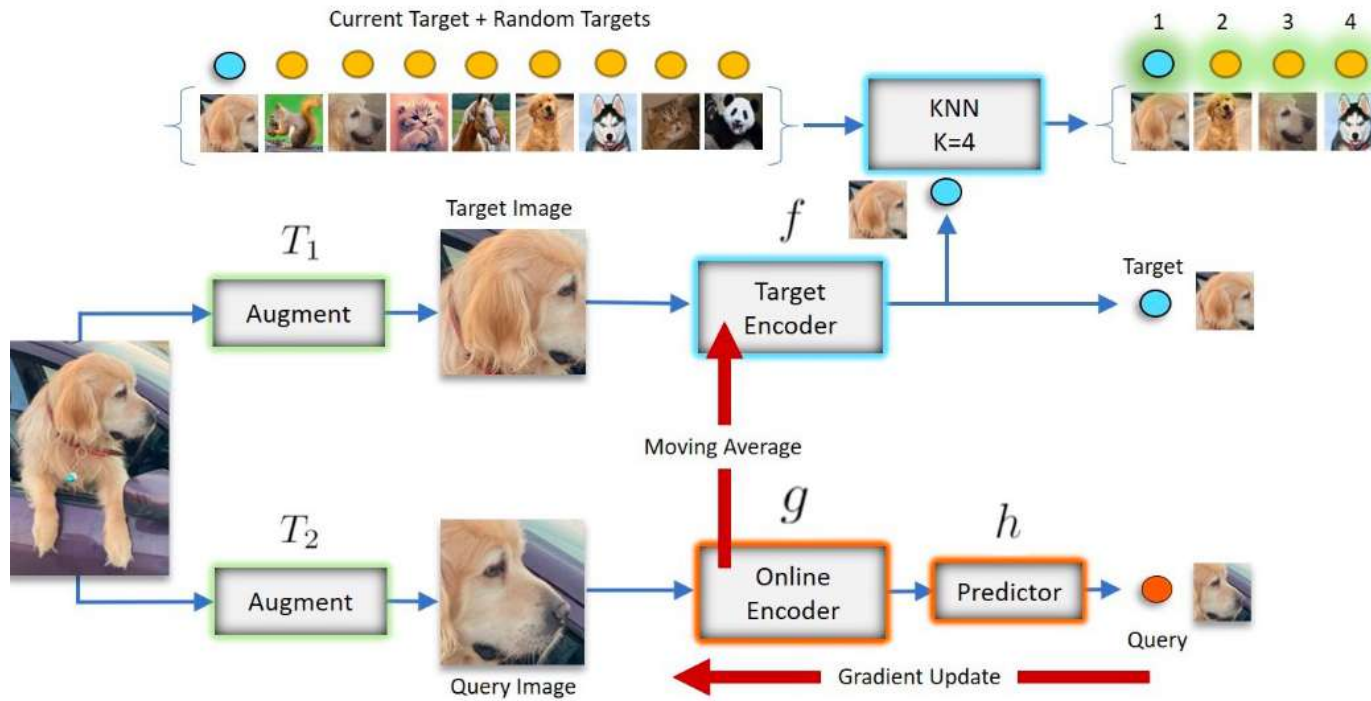 Current Target + Random Targets
1 2 3 4
KNN
K=4
Target Image
f
T₁
Target
Augment
Target
Encoder
Moving Average
g
h
T₂
Augment
Online
Encoder
Predictor
Query
Query Image
Gradient Update